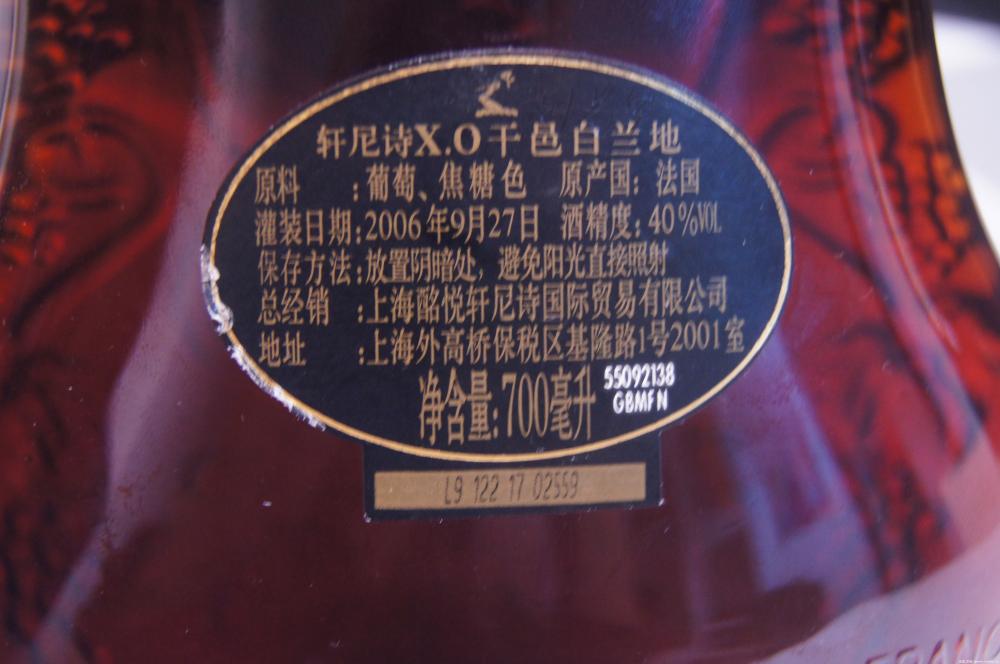 轩尼诗X.O干邑白兰地
原料 :葡萄、焦糖色 原产国: 法国
灌装日期:2006年9月27日 酒精度:40%VOL
保存方法:放置阴暗处, 避免阳光直接照射
总经销 :上海酩悦轩尼诗国际贸易有限公司
地址 :上海外高桥保税区基隆路1号2001室
净含量:700毫升
55092138
GBMFN
L9 122 17 02559